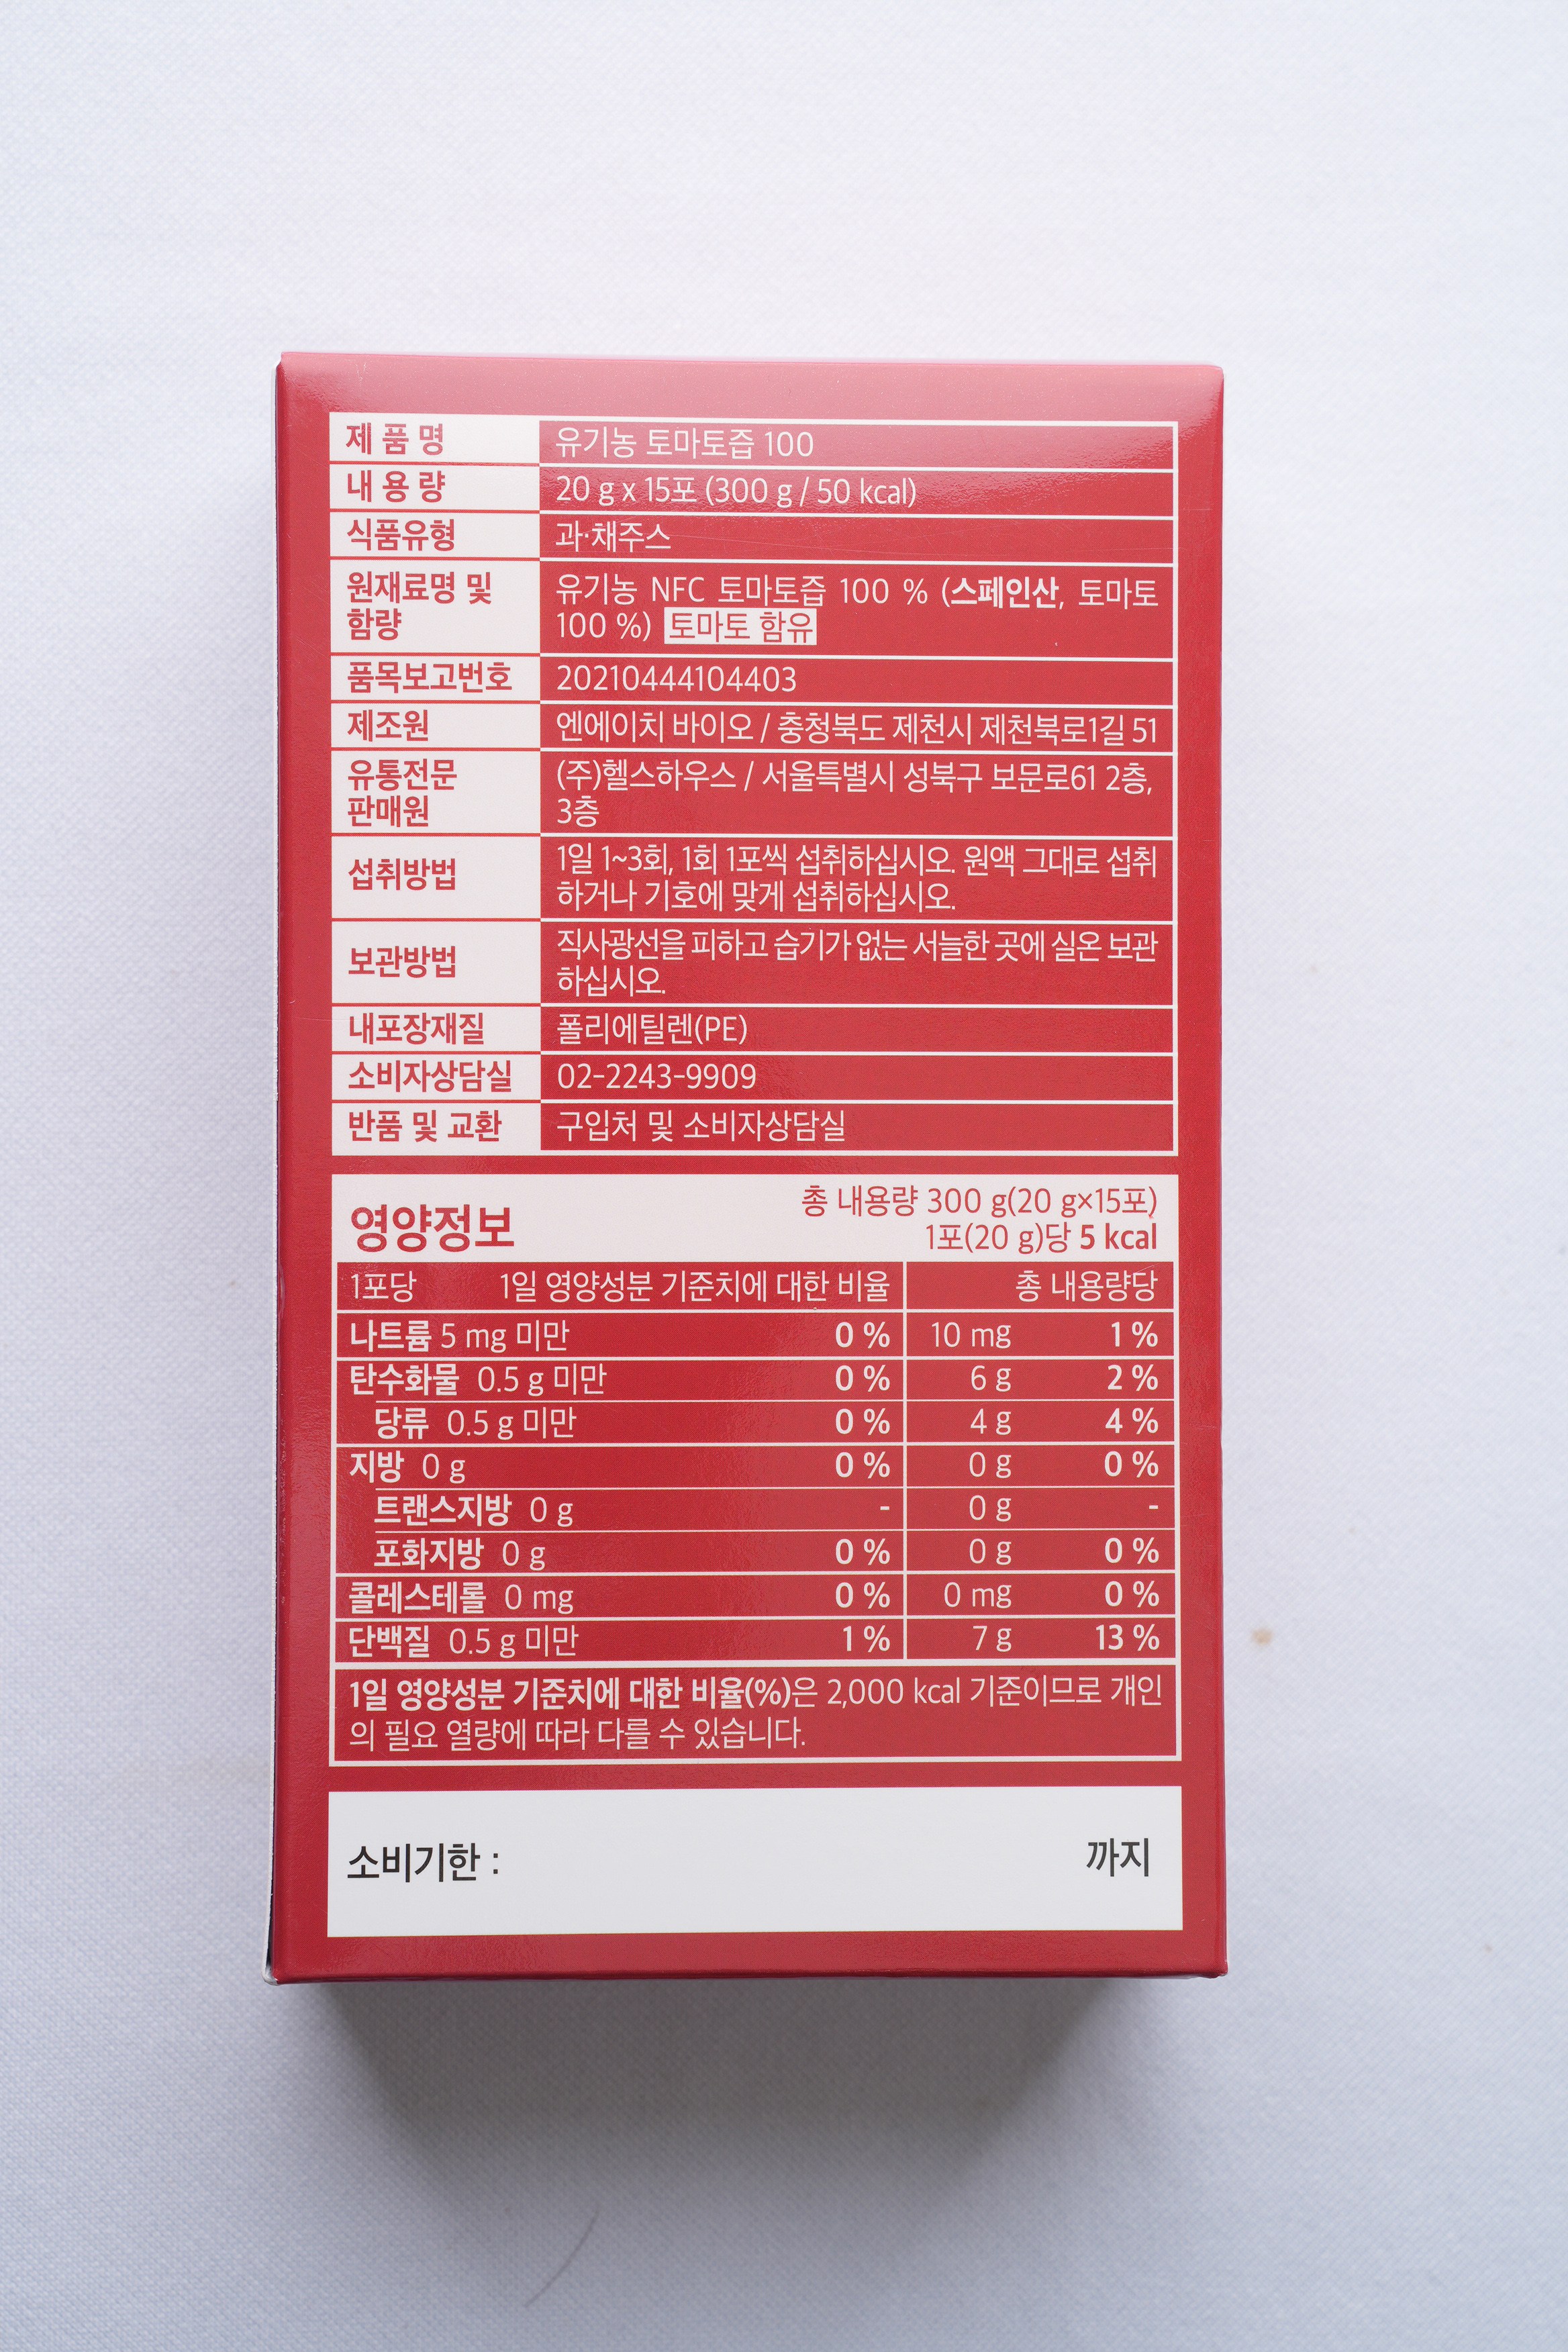 제 품 명 유기농 토마토즙 100
내 용 량 20 g x 15포 (300 g / 50 kcal)
식품유형 과·채주스
원재료명 및
함량
유기농 NFC 토마토즙 100 % (스페인산, 토마토
100 %) 토마토 함유
품목보고번호 20210444104403
제조원 엔에이치 바이오 / 충청북도 제천시 제천북로1길 51
유통전문
판매원
(주)헬스하우스 / 서울특별시 성북구 보문로61 2층,
3층
섭취방법
1일 1~3회, 1회 1포씩 섭취하십시오. 원액 그대로 섭취
하거나 기호에 맞게 섭취하십시오.
보관방법
직사광선을 피하고 습기가 없는 서늘한 곳에 실온 보관
하십시오.
내포장재질 폴리에틸렌(PE)
소비자상담실 02-2243-9909
반품 및 교환 구입처 및 소비자상담실
영양정보
총 내용량 300 g(20 g×15포)
1포(20 g)당 5 kcal
1포당 1일 영양성분 기준치에 대한 비율 총 내용량당
나트륨 5 mg 미만 0 % 10 mg 1 %
탄수화물 0.5 g 미만 0 % 6 g 2 %
당류 0.5 g 미만 0 % 4 g 4 %
지방 0 g 0 % 0 g 0 %
트랜스지방 0 g - 0 g -
포화지방 0 g 0 % 0 g 0 %
콜레스테롤 0 mg 0 % 0 mg 0 %
단백질 0.5 g 미만 1 % 7 g 13 %
1일 영양성분 기준치에 대한 비율(%)은 2,000 kcal 기준이므로 개인
의 필요 열량에 따라 다를 수 있습니다.
소비기한 : 까지